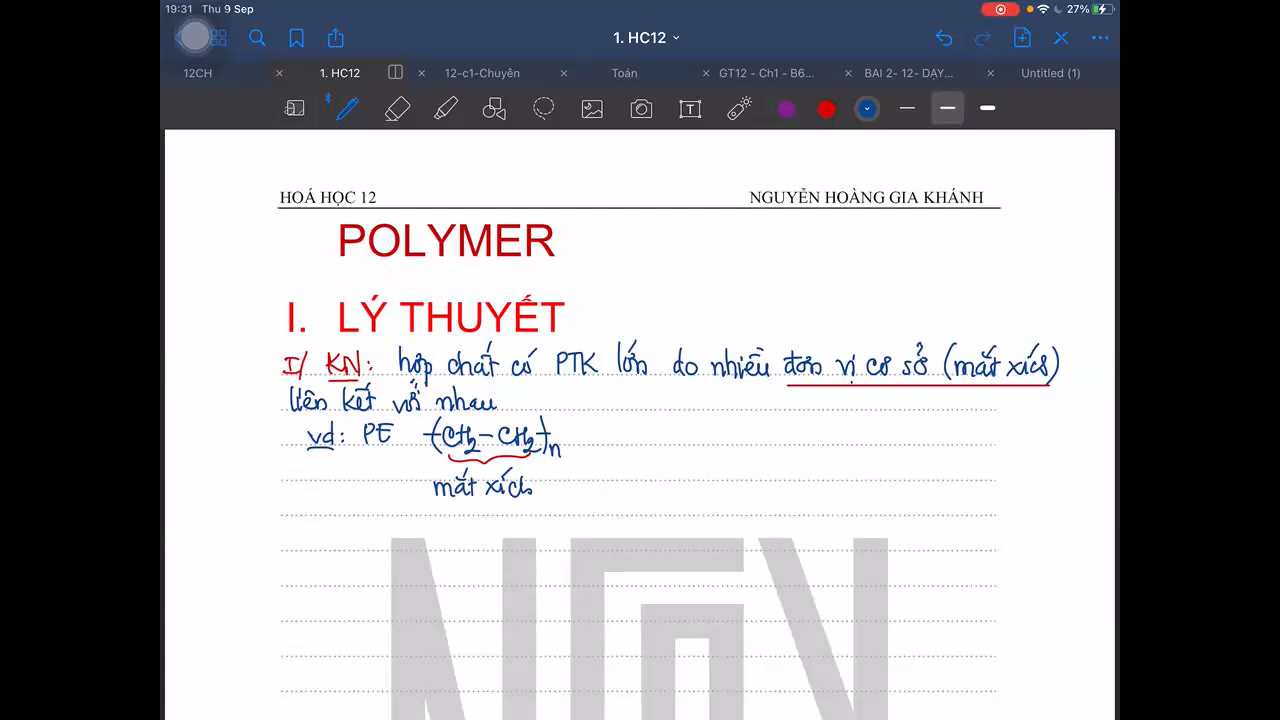 19:31 Thu 9 Sep
27%
1. HC12
12CH
1. HC12
12-c1-Chuyên
Toán
GT12 - Ch1 - B6...
BAI 2- 12- DẠY...
Untitled (1)
HOÁ HỌC 12
NGUYỄN HOÀNG GIA KHÁNH
POLYMER
I. LÝ THUYẾT
I/ KN: hợp chất có PTK lớn do nhiều đơn vị cơ sở (mắt xích)
liên kết với nhau
vd: PE -(CH2-CH2)-n
mắt xích
NGV